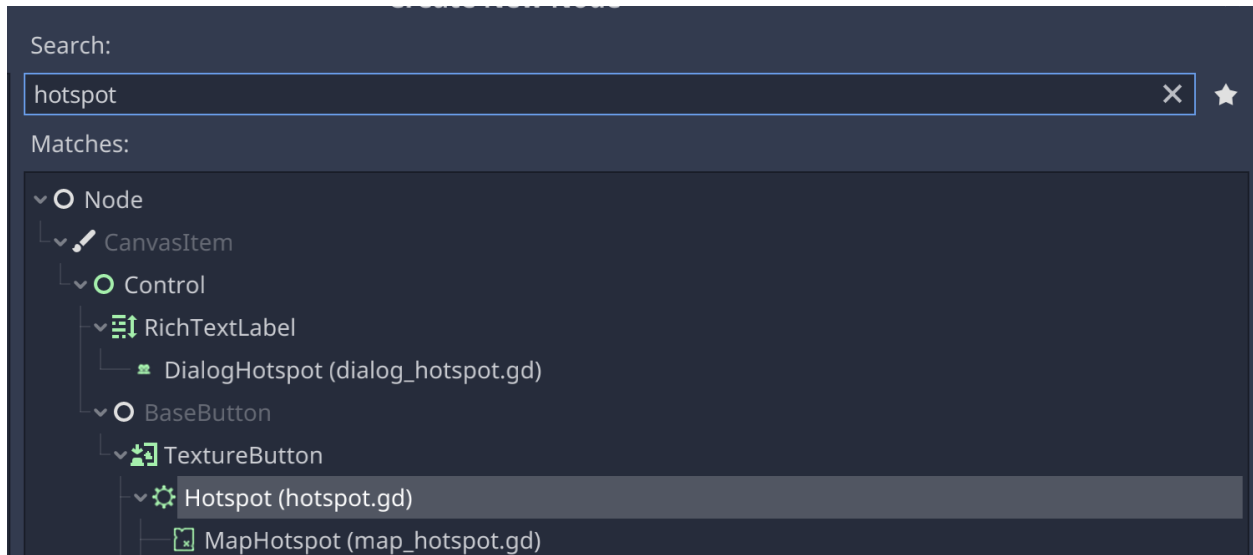 Search:
hotspot
Matches:
Node
CanvasItem
Control
RichTextLabel
DialogHotspot (dialog_hotspot.gd)
BaseButton
TextureButton
Hotspot (hotspot.gd)
MapHotspot (map_hotspot.gd)